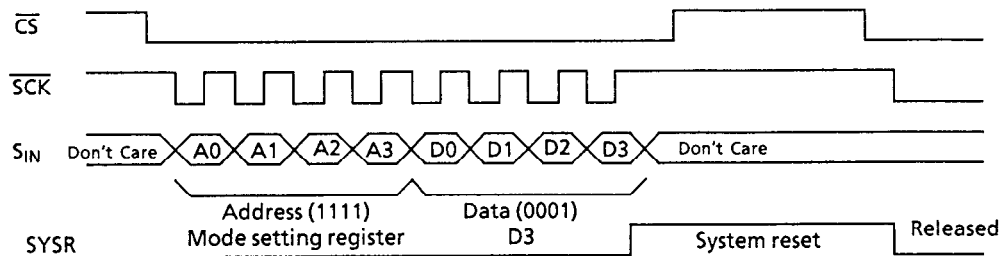 CS
SCK
SIN Don't Care A0 A1 A2 A3 D0 D1 D2 D3 Don't Care
Address (1111) Data (0001)
Mode setting register D3
SYSR System reset Released